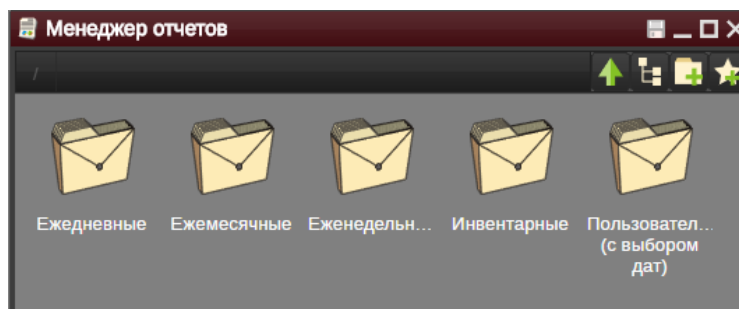 Менеджер отчетов
/
Ежедневные
Ежемесячные
Еженедельн...
Инвентарные
Пользовател...
(с выбором
дат)